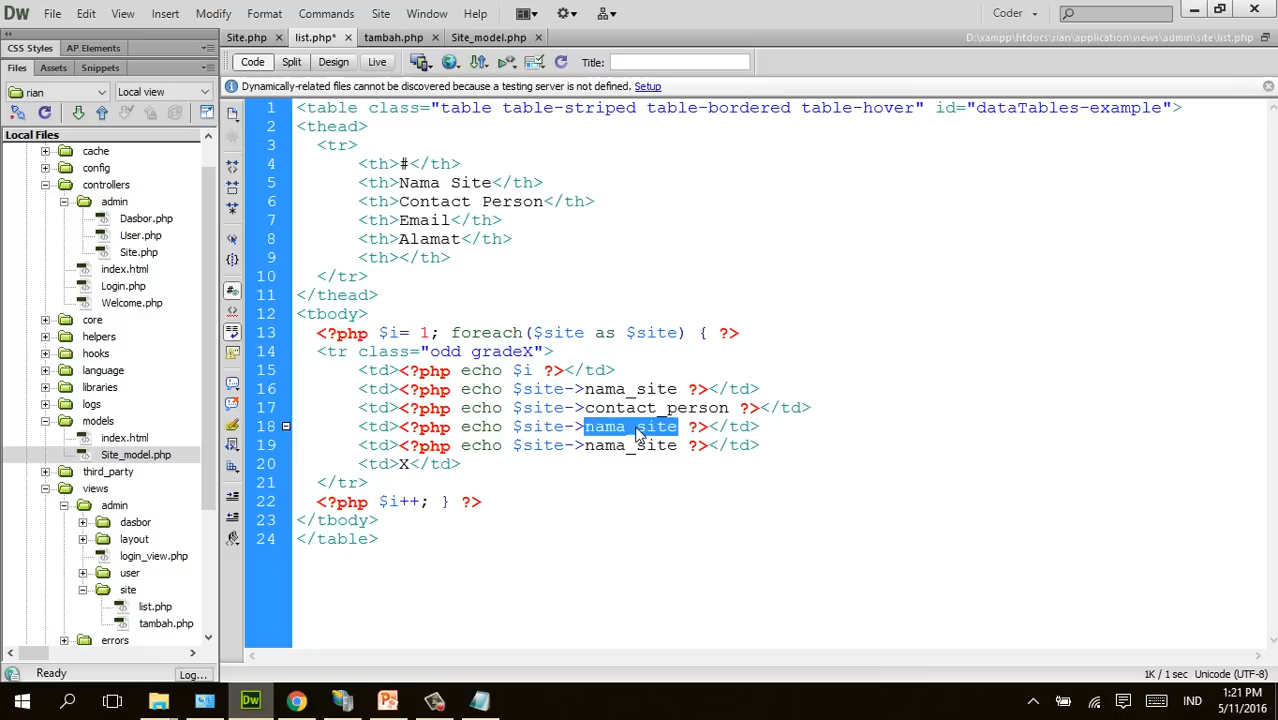 Dw File Edit View Insert Modify Format Commands Site Window Help Coder
CSS Styles AP Elements
Site.php × list.php* × tambah.php × Site_model.php ×
D:\xampp\htdocs\rian\application\views\admin\site\list.php
Files Assets Snippets
Code Split Design Live Title:
rian Local view
Dynamically-related files cannot be discovered because a testing server is not defined. Setup
Local Files
cache
config
controllers
admin
Dasbor.php
User.php
Site.php
index.html
Login.php
Welcome.php
core
helpers
hooks
language
libraries
logs
models
index.html
Site_model.php
third_party
views
admin
dasbor
layout
login_view.php
user
site
list.php
tambah.php
errors
1 <table class="table table-striped table-bordered table-hover" id="dataTables-example">
2 <thead>
3 <tr>
4 <th>#</th>
5 <th>Nama Site</th>
6 <th>Contact Person</th>
7 <th>Email</th>
8 <th>Alamat</th>
9 <th></th>
10 </tr>
11 </thead>
12 <tbody>
13 <?php $i= 1; foreach($site as $site) { ?>
14 <tr class="odd gradeX">
15 <td><?php echo $i ?></td>
16 <td><?php echo $site->nama_site ?></td>
17 <td><?php echo $site->contact_person ?></td>
18 <td><?php echo $site->nama_site ?></td>
19 <td><?php echo $site->nama_site ?></td>
20 <td>X</td>
21 </tr>
22 <?php $i++; } ?>
23 </tbody>
24 </table>
Ready Log...
1K / 1 sec Unicode (UTF-8)
Dw IND 1:21 PM
5/11/2016